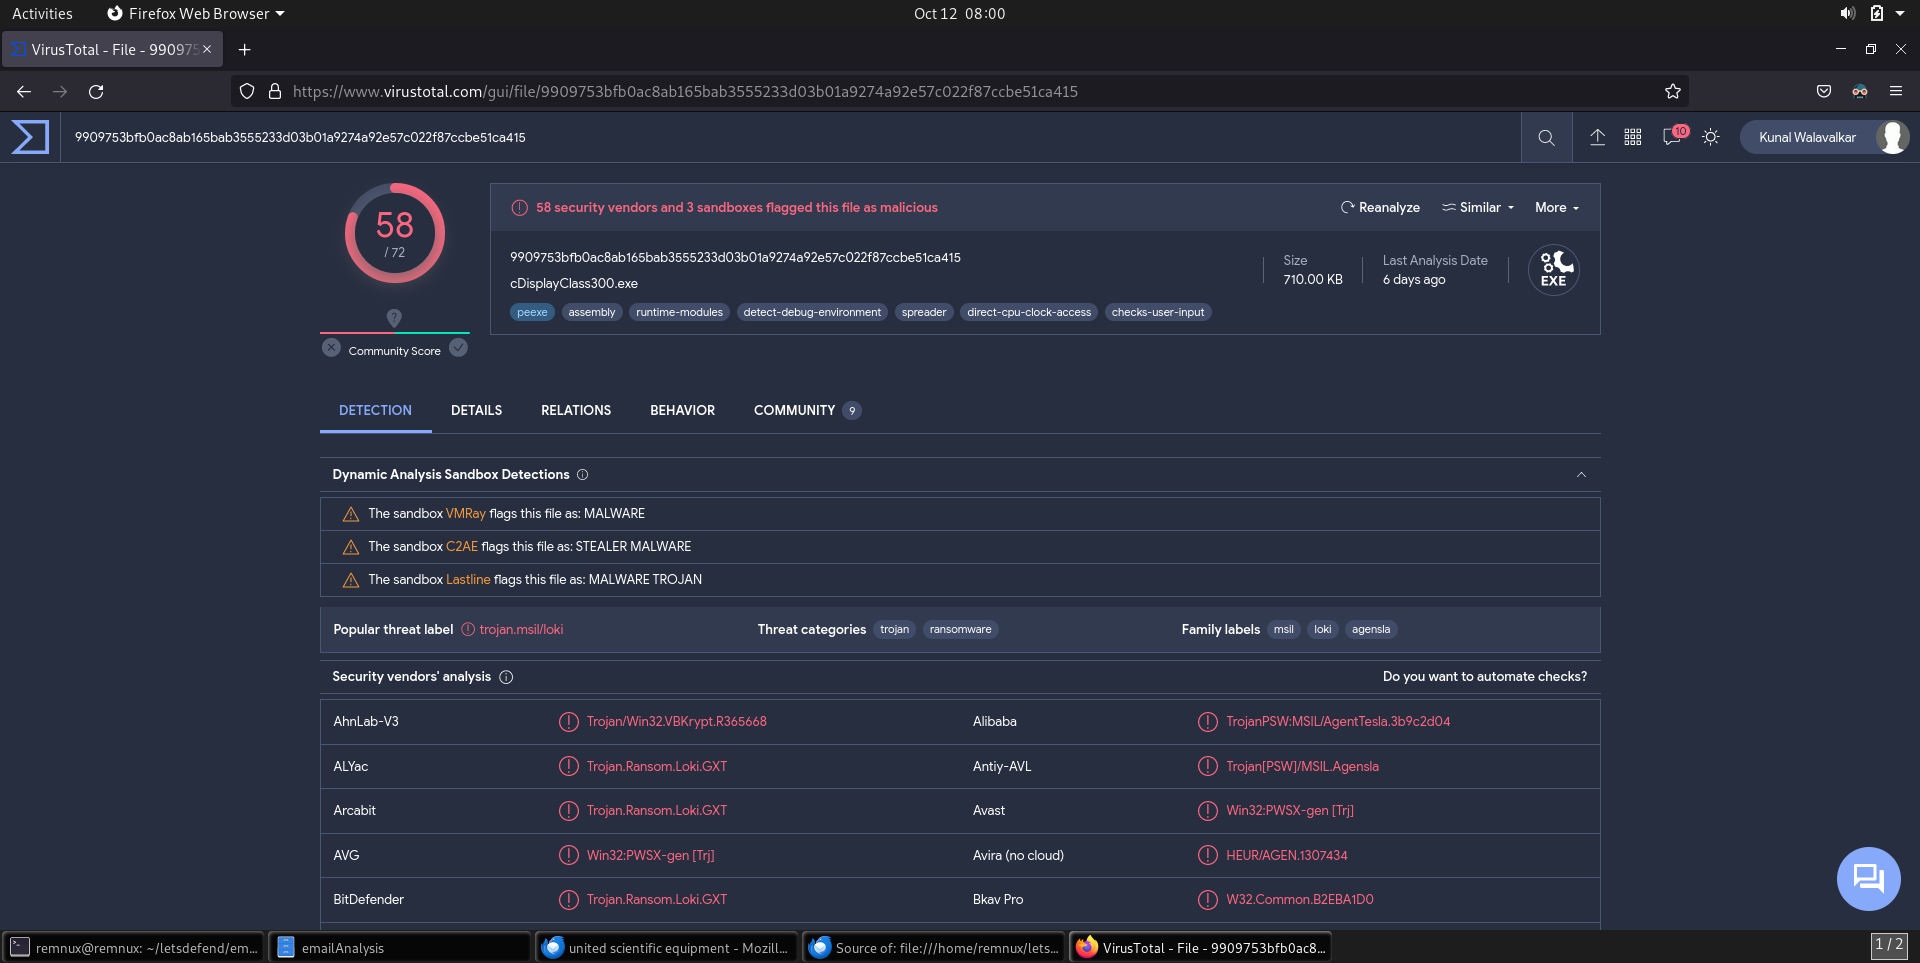 Activities
Firefox Web Browser
Oct 12 08:00
VirusTotal - File - 990975
https://www.virustotal.com/gui/file/9909753bfb0ac8ab165bab3555233d03b01a9274a92e57c022f87ccbe51ca415
9909753bfb0ac8ab165bab3555233d03b01a9274a92e57c022f87ccbe51ca415
10
Kunal Walavalkar
58
/ 72
?
Community Score
58 security vendors and 3 sandboxes flagged this file as malicious
Reanalyze
Similar
More
9909753bfb0ac8ab165bab3555233d03b01a9274a92e57c022f87ccbe51ca415
cDisplayClass300.exe
Size
710.00 KB
Last Analysis Date
6 days ago
EXE
peexe
assembly
runtime-modules
detect-debug-environment
spreader
direct-cpu-clock-access
checks-user-input
DETECTION
DETAILS
RELATIONS
BEHAVIOR
COMMUNITY 9
Dynamic Analysis Sandbox Detections
The sandbox VMRay flags this file as: MALWARE
The sandbox C2AE flags this file as: STEALER MALWARE
The sandbox Lastline flags this file as: MALWARE TROJAN
Popular threat label trojan.msil/loki
Threat categories trojan ransomware
Family labels msil loki agensla
Security vendors' analysis
Do you want to automate checks?
AhnLab-V3 Trojan/Win32.VBKrypt.R365668
Alibaba TrojanPSW:MSIL/AgentTesla.3b9c2d04
ALYac Trojan.Ransom.Loki.GXT
Antiy-AVL Trojan[PSW]/MSIL.Agensla
Arcabit Trojan.Ransom.Loki.GXT
Avast Win32:PWSX-gen [Trj]
AVG Win32:PWSX-gen [Trj]
Avira (no cloud) HEUR/AGEN.1307434
BitDefender Trojan.Ransom.Loki.GXT
Bkav Pro W32.Common.B2EBA1D0
remnux@remnux: ~/letsdefend/em...
emailAnalysis
united scientific equipment - Mozill...
Source of: file:///home/remnux/lets...
VirusTotal - File - 9909753bfb0ac8...
1 / 2